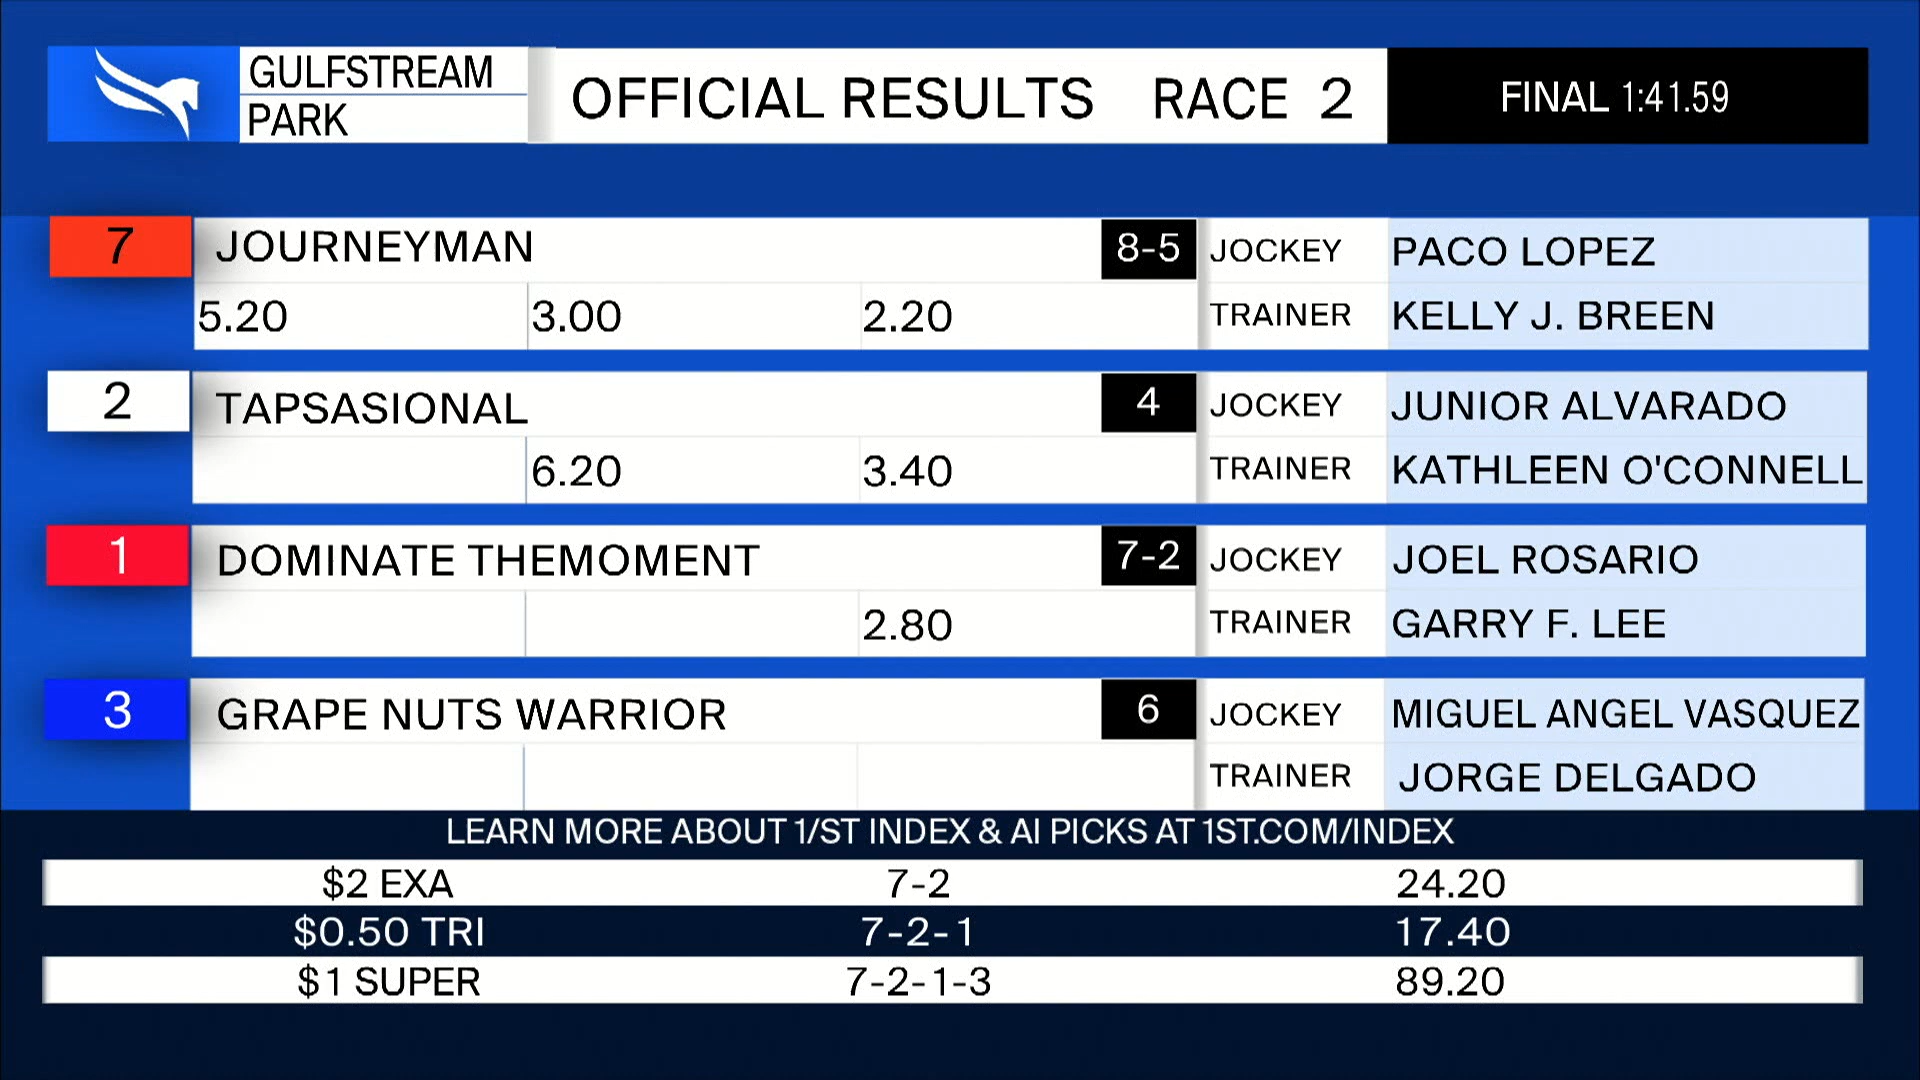 GULFSTREAM
PARK
OFFICIAL RESULTS RACE 2
FINAL 1:41.59
7 JOURNEYMAN 8-5 JOCKEY PACO LOPEZ
5.20 3.00 2.20 TRAINER KELLY J. BREEN
2 TAPSASIONAL 4 JOCKEY JUNIOR ALVARADO
6.20 3.40 TRAINER KATHLEEN O'CONNELL
1 DOMINATE THEMOMENT 7-2 JOCKEY JOEL ROSARIO
2.80 TRAINER GARRY F. LEE
3 GRAPE NUTS WARRIOR 6 JOCKEY MIGUEL ANGEL VASQUEZ
TRAINER JORGE DELGADO
LEARN MORE ABOUT 1/ST INDEX & AI PICKS AT 1ST.COM/INDEX
$2 EXA 7-2 24.20
$0.50 TRI 7-2-1 17.40
$1 SUPER 7-2-1-3 89.20